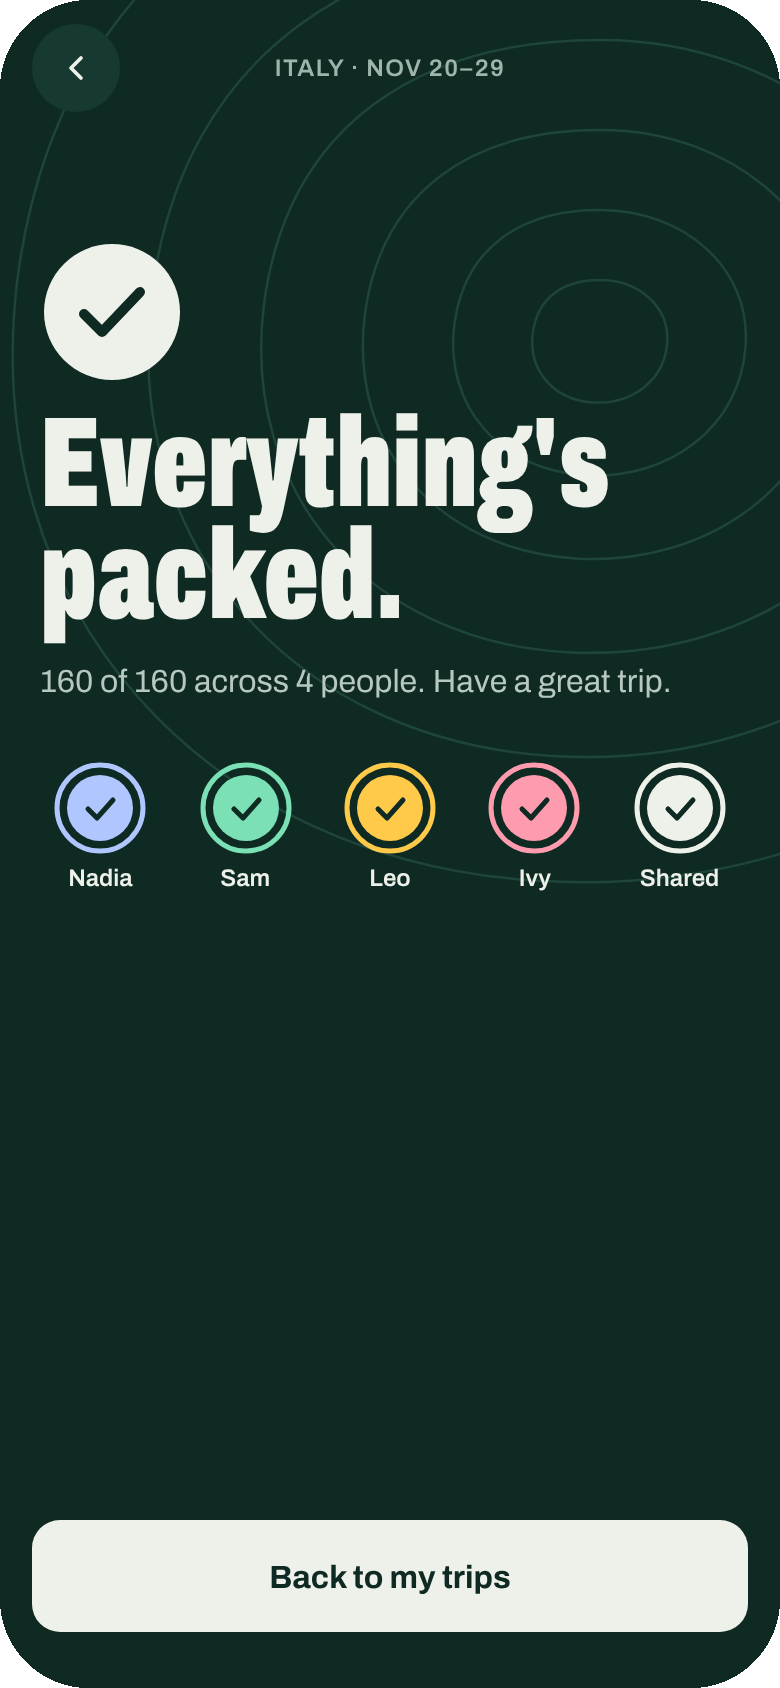 ITALY · NOV 20–29
Everything's
packed.
160 of 160 across 4 people. Have a great trip.
Nadia Sam Leo Ivy Shared
Back to my trips